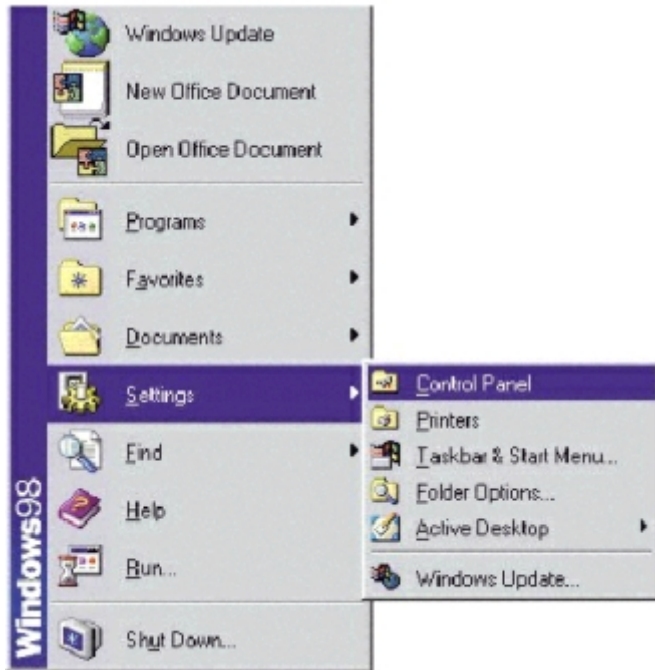 Windows Update
New Office Document
Open Office Document
Programs
Favorites
Documents
Settings
Find
Help
Run...
Shut Down...
Windows98
Control Panel
Printers
Taskbar & Start Menu...
Folder Options...
Active Desktop
Windows Update...